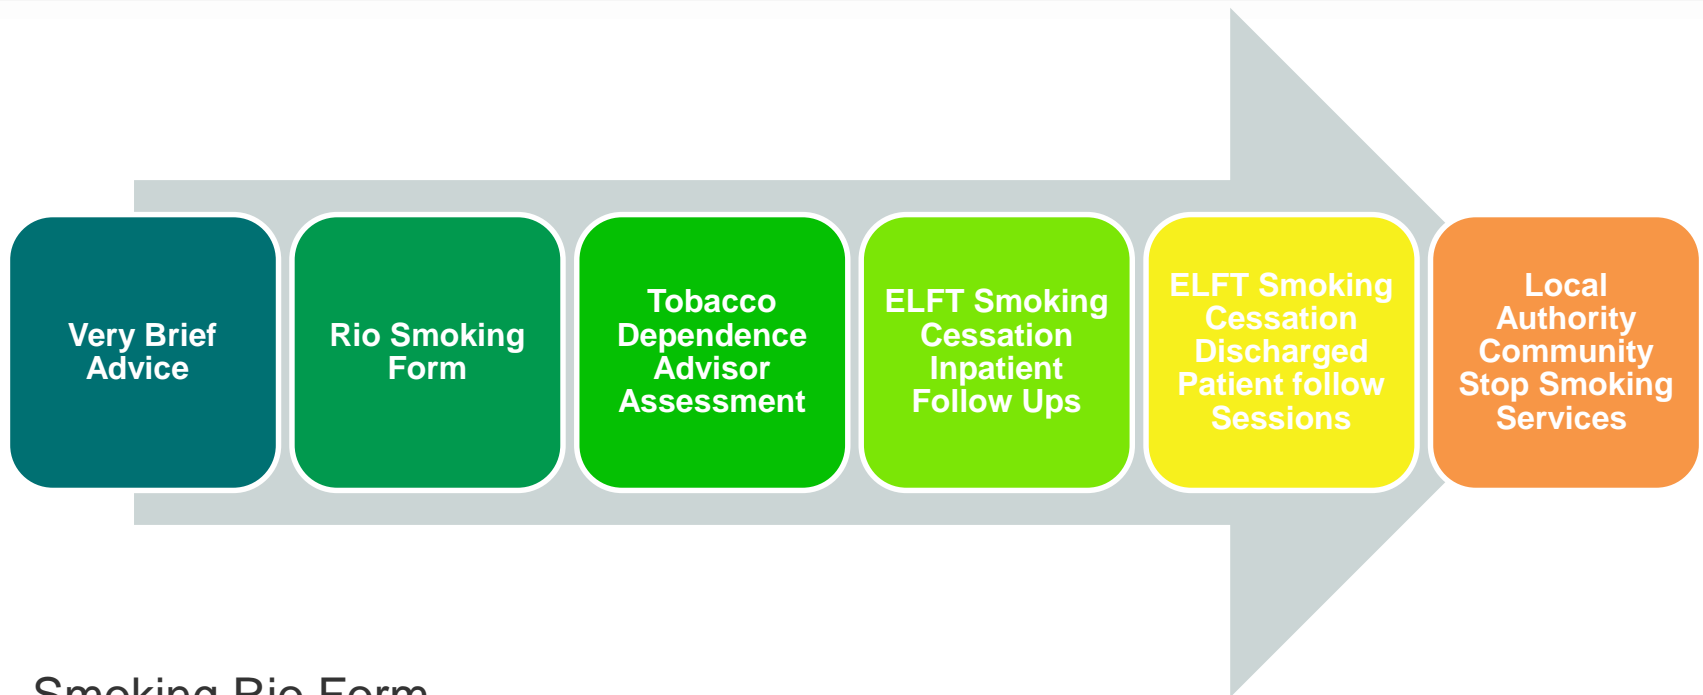 Very Brief
Advice
Rio Smoking
Form
Tobacco
Dependence
Advisor
Assessment
ELFT Smoking
Cessation
Inpatient
Follow Ups
ELFT Smoking
Cessation
Discharged
Patient follow
Sessions
Local
Authority
Community
Stop Smoking
Services
Smoking Rio Form